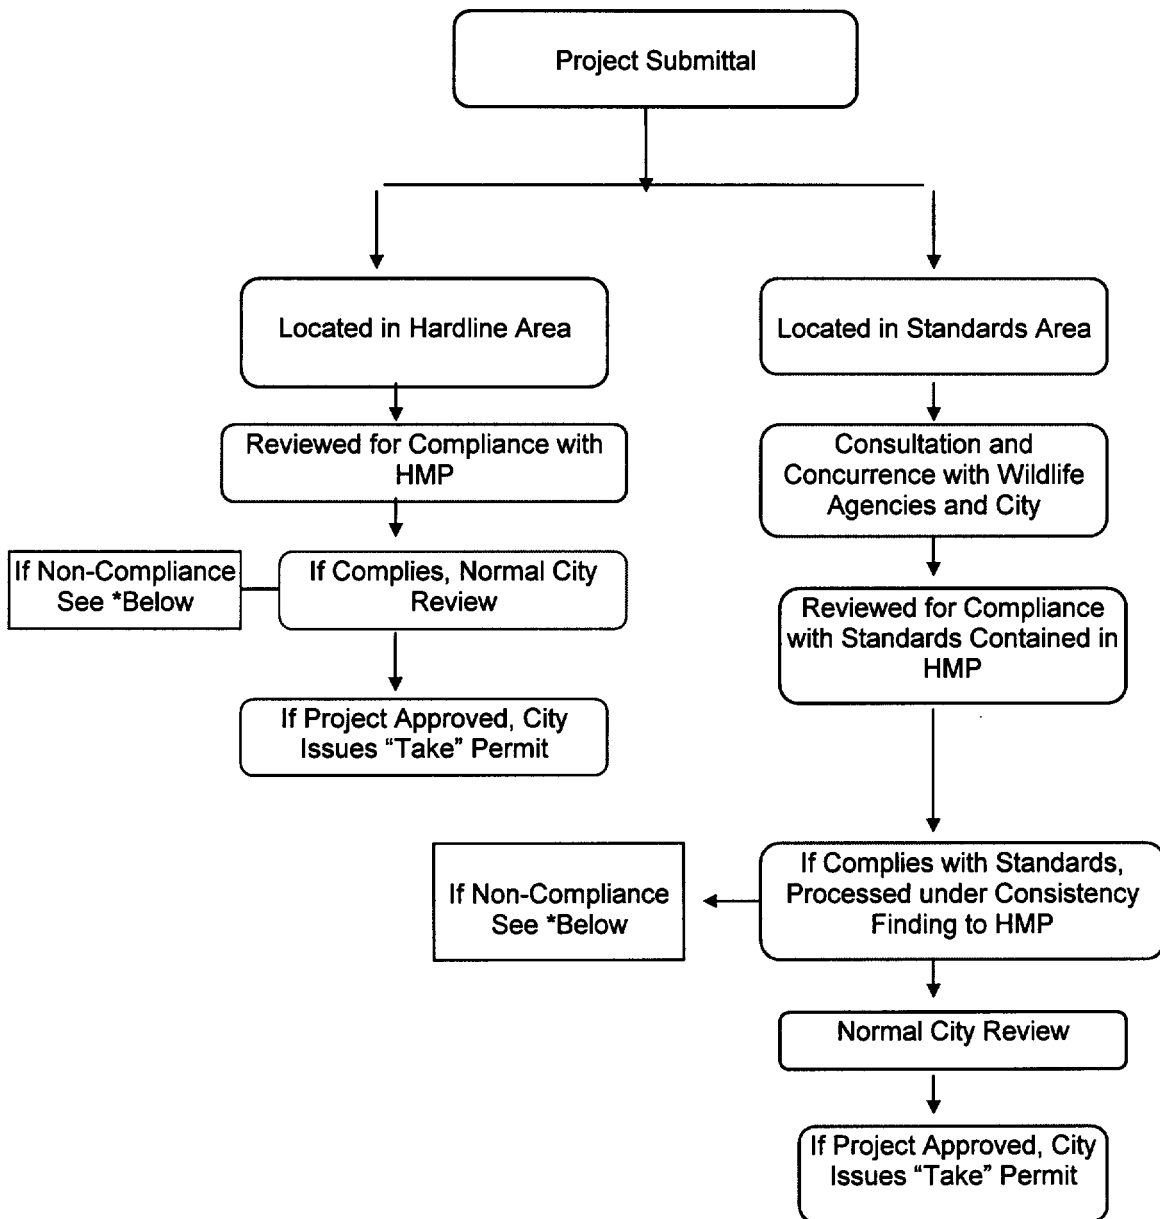 Project Submittal
Located in Hardline Area
Located in Standards Area
Reviewed for Compliance with
HMP
Consultation and
Concurrence with Wildlife
Agencies and City
If Non-Compliance
See *Below
If Complies, Normal City
Review
Reviewed for Compliance
with Standards Contained in
HMP
If Project Approved, City
Issues “Take” Permit
If Non-Compliance
See *Below
If Complies with Standards,
Processed under Consistency
Finding to HMP
Normal City Review
If Project Approved, City
Issues “Take” Permit